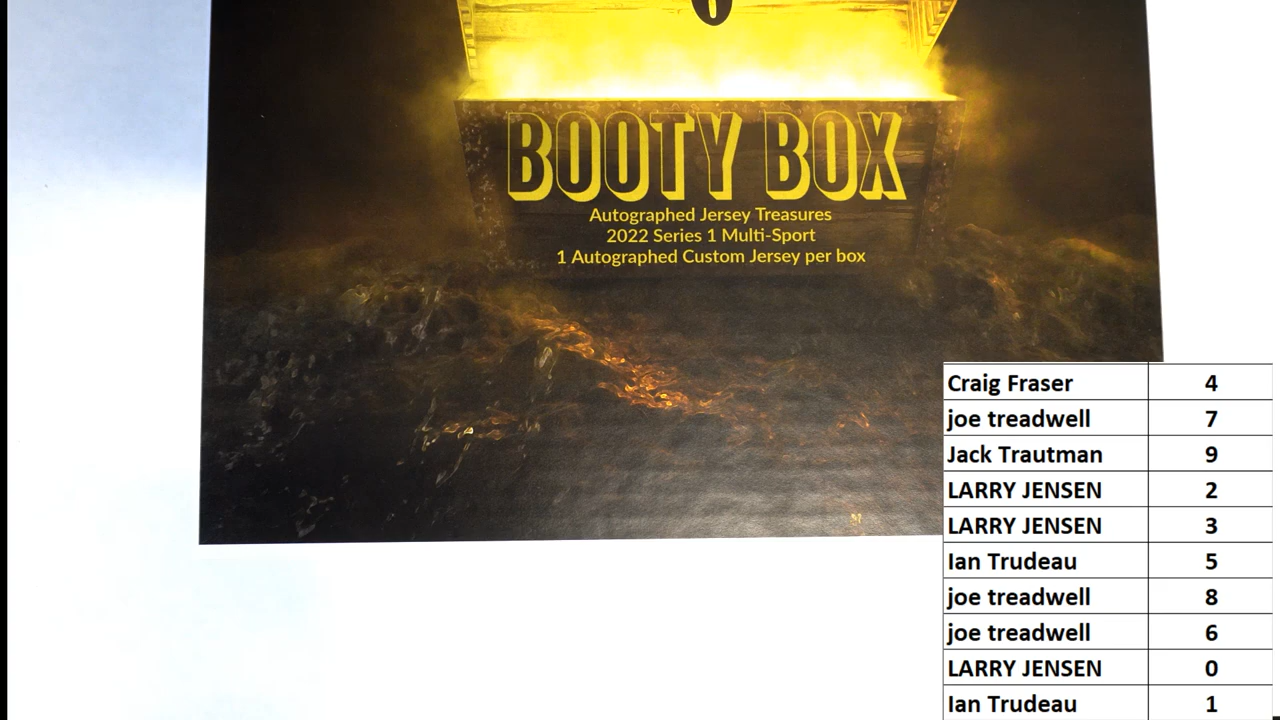 BOOTY BOX
Autographed Jersey Treasures
2022 Series 1 Multi-Sport
1 Autographed Custom Jersey per box
Craig Fraser 4
joe treadwell 7
Jack Trautman 9
LARRY JENSEN 2
LARRY JENSEN 3
Ian Trudeau 5
joe treadwell 8
joe treadwell 6
LARRY JENSEN 0
Ian Trudeau 1